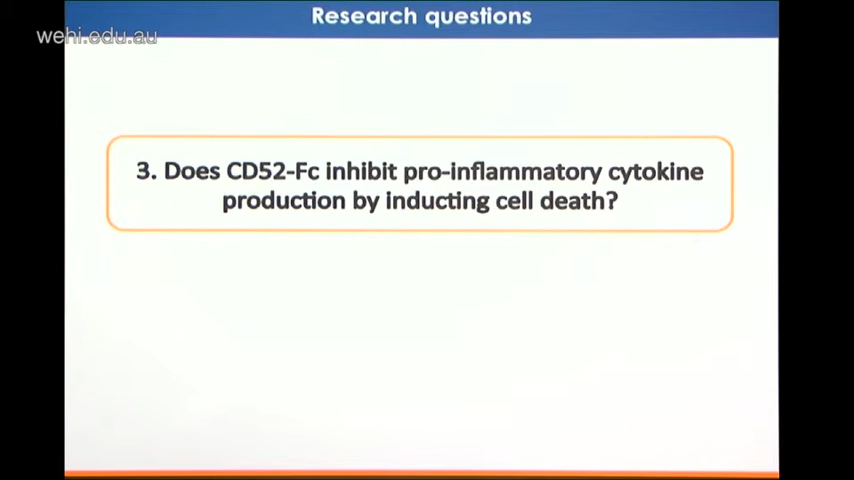 Research questions
wehi.edu.au
3. Does CD52-Fc inhibit pro-inflammatory cytokine
production by inducting cell death?